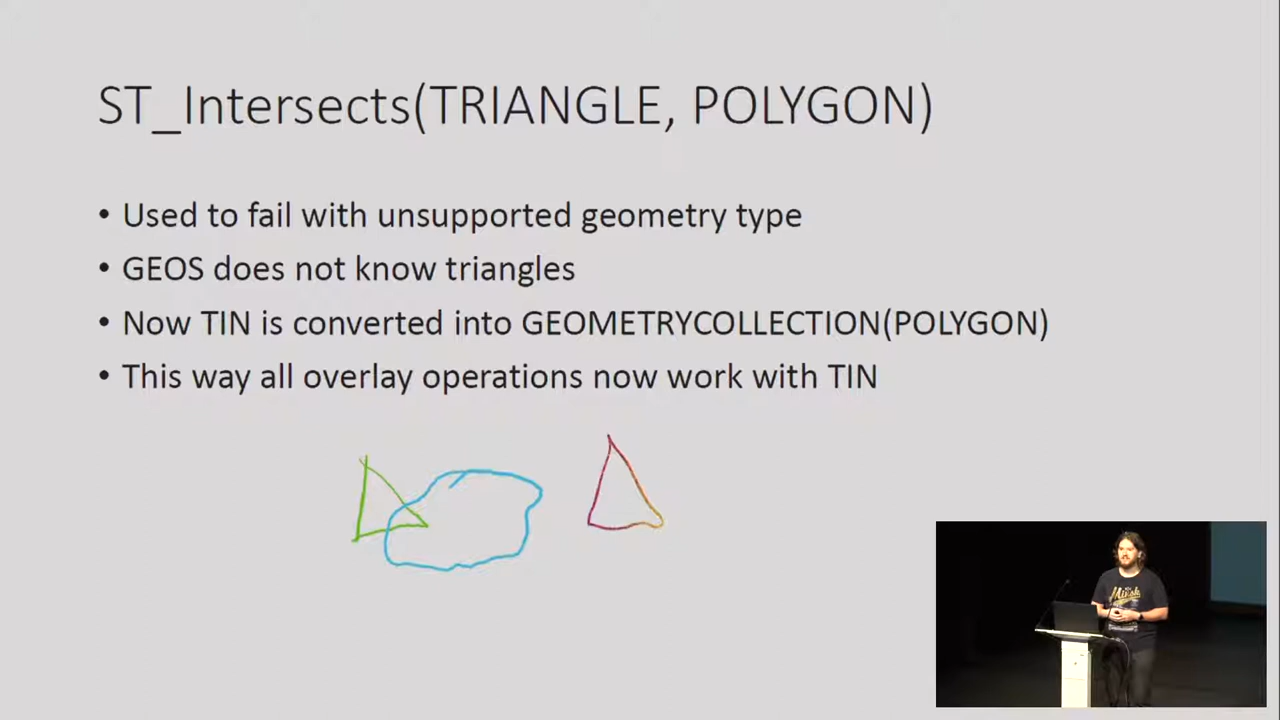 ST_Intersects(TRIANGLE, POLYGON)
• Used to fail with unsupported geometry type
• GEOS does not know triangles
• Now TIN is converted into GEOMETRYCOLLECTION(POLYGON)
• This way all overlay operations now work with TIN
Minsk